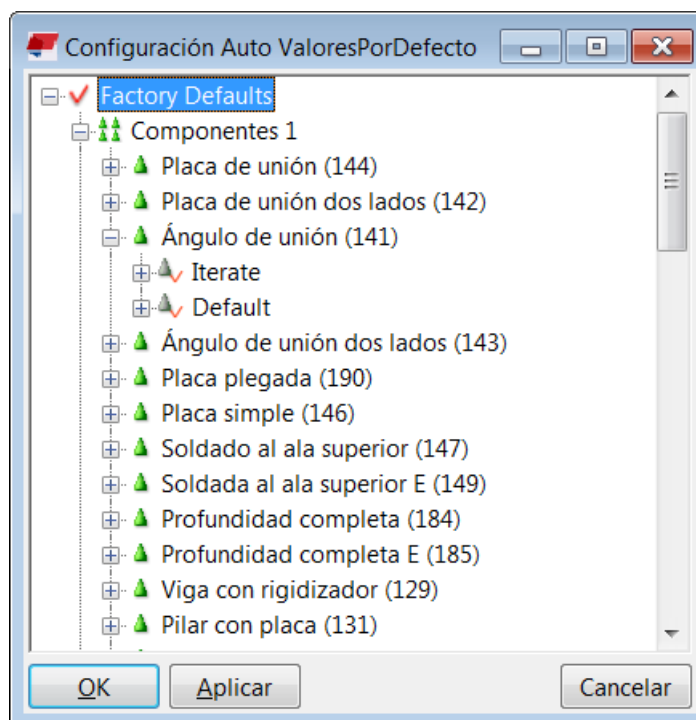 Configuración Auto ValoresPorDefecto
Factory Defaults
Componentes 1
Placa de unión (144)
Placa de unión dos lados (142)
Ángulo de unión (141)
Iterate
Default
Ángulo de unión dos lados (143)
Placa plegada (190)
Placa simple (146)
Soldado al ala superior (147)
Soldada al ala superior E (149)
Profundidad completa (184)
Profundidad completa E (185)
Viga con rigidizador (129)
Pilar con placa (131)
OK Aplicar Cancelar